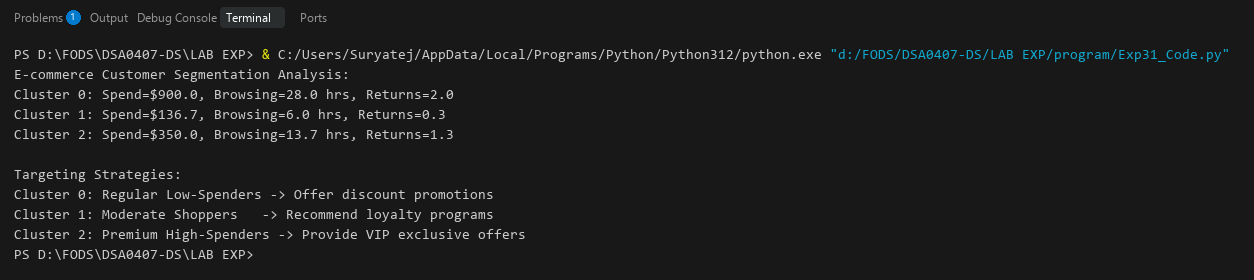 Problems 1 Output Debug Console Terminal Ports
PS D:\FODS\DSA0407-DS\LAB EXP> & C:/Users/Suryatej/AppData/Local/Programs/Python/Python312/python.exe "d:/FODS/DSA0407-DS/LAB EXP/program/Exp31_Code.py"
E-commerce Customer Segmentation Analysis:
Cluster 0: Spend=$900.0, Browsing=28.0 hrs, Returns=2.0
Cluster 1: Spend=$136.7, Browsing=6.0 hrs, Returns=0.3
Cluster 2: Spend=$350.0, Browsing=13.7 hrs, Returns=1.3

Targeting Strategies:
Cluster 0: Regular Low-Spenders -> Offer discount promotions
Cluster 1: Moderate Shoppers   -> Recommend loyalty programs
Cluster 2: Premium High-Spenders -> Provide VIP exclusive offers
PS D:\FODS\DSA0407-DS\LAB EXP>